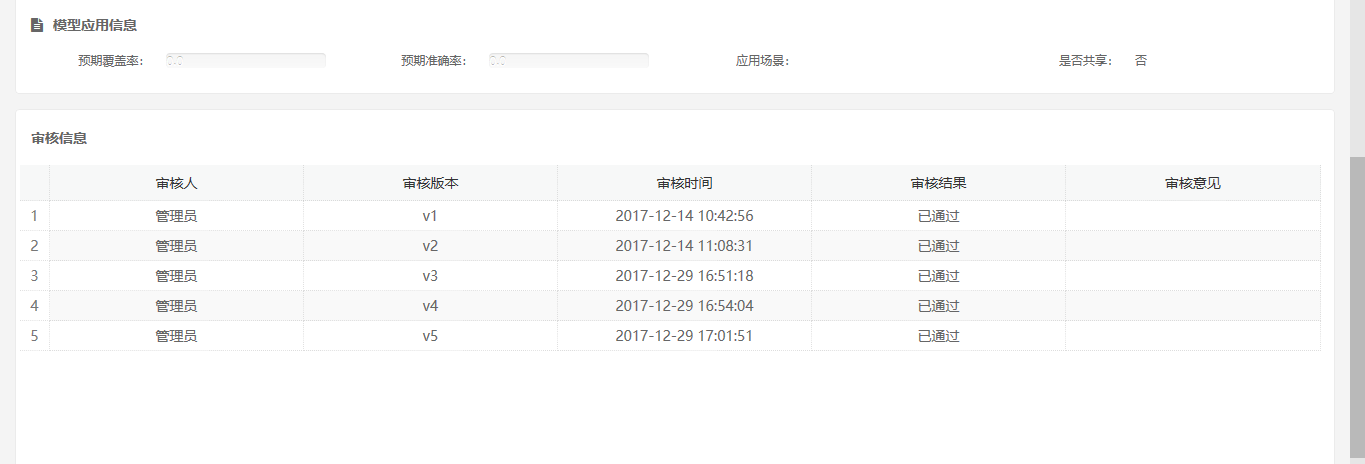 模型应用信息
预期覆盖率: 预期准确率: 应用场景: 是否共享: 否
审核信息
审核人 审核版本 审核时间 审核结果 审核意见
1 管理员 v1 2017-12-14 10:42:56 已通过
2 管理员 v2 2017-12-14 11:08:31 已通过
3 管理员 v3 2017-12-29 16:51:18 已通过
4 管理员 v4 2017-12-29 16:54:04 已通过
5 管理员 v5 2017-12-29 17:01:51 已通过